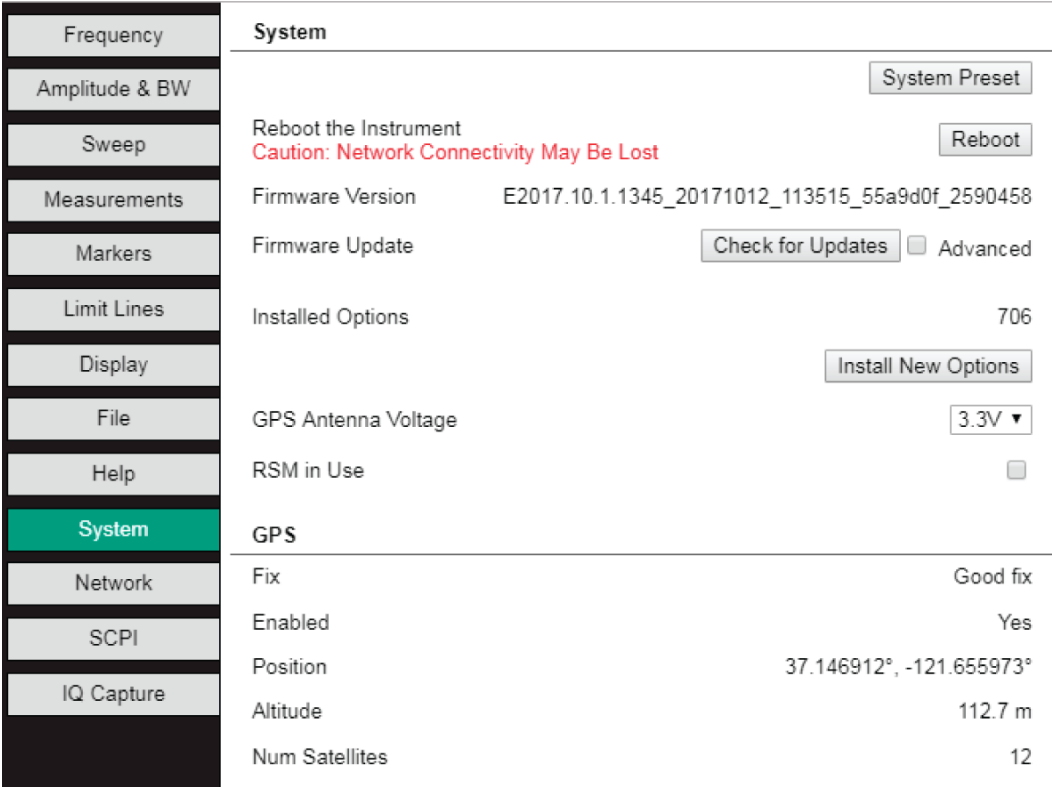 Frequency
Amplitude & BW
Sweep
Measurements
Markers
Limit Lines
Display
File
Help
System
Network
SCPI
IQ Capture
System
System Preset
Reboot the Instrument
Caution: Network Connectivity May Be Lost
Reboot
Firmware Version E2017.10.1.1345_20171012_113515_55a9d0f_2590458
Firmware Update Check for Updates Advanced
Installed Options 706
Install New Options
GPS Antenna Voltage 3.3V
RSM in Use
GPS
Fix Good fix
Enabled Yes
Position 37.146912°, -121.655973°
Altitude 112.7 m
Num Satellites 12